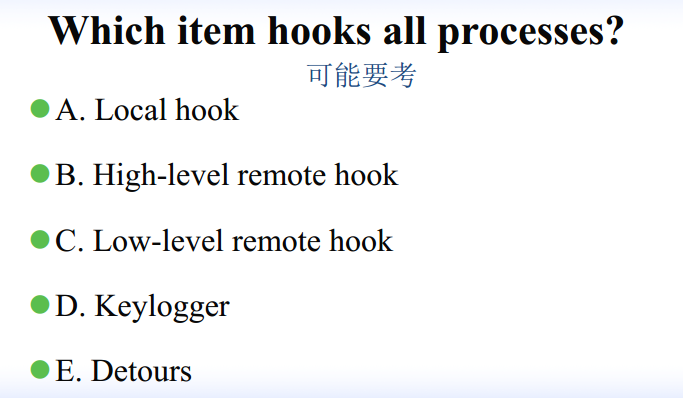 Which item hooks all processes?
可能要考
A. Local hook
B. High-level remote hook
C. Low-level remote hook
D. Keylogger
E. Detours